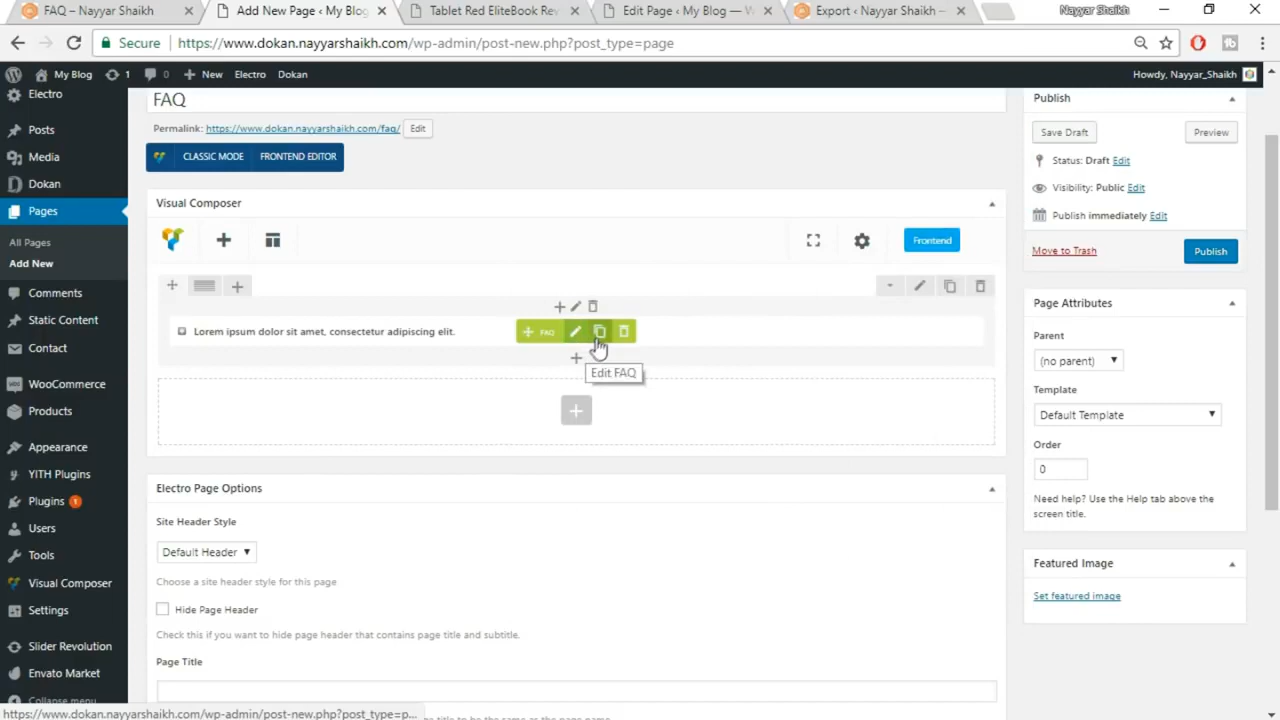 FAQ – Nayyar Shaikh
Add New Page ‹ My Blog
Tablet Red EliteBook Rev
Edit Page ‹ My Blog — W
Export ‹ Nayyar Shaikh —
Nayyar Shaikh
Secure https://www.dokan.nayyarshaikh.com/wp-admin/post-new.php?post_type=page
My Blog 1 0 New Electro Dokan Howdy, Nayyar_Shaikh
Electro
Posts
Media
Dokan
Pages
All Pages
Add New
Comments
Static Content
Contact
WooCommerce
Products
Appearance
YITH Plugins
Plugins 1
Users
Tools
Visual Composer
Settings
Slider Revolution
Envato Market
Collapse menu
FAQ
Permalink: https://www.dokan.nayyarshaikh.com/faq/ Edit
CLASSIC MODE FRONTEND EDITOR
Visual Composer
Frontend
Lorem ipsum dolor sit amet, consectetur adipiscing elit.
FAQ
Edit FAQ
Electro Page Options
Site Header Style
Default Header
Choose a site header style for this page
Hide Page Header
Check this if you want to hide page header that contains page title and subtitle.
Page Title
title to be the same as the page name.
Publish
Save Draft Preview
Status: Draft Edit
Visibility: Public Edit
Publish immediately Edit
Move to Trash Publish
Page Attributes
Parent
(no parent)
Template
Default Template
Order
0
Need help? Use the Help tab above the
screen title.
Featured Image
Set featured image
https://www.dokan.nayyarshaikh.com/wp-admin/post-new.php?post_type=p...